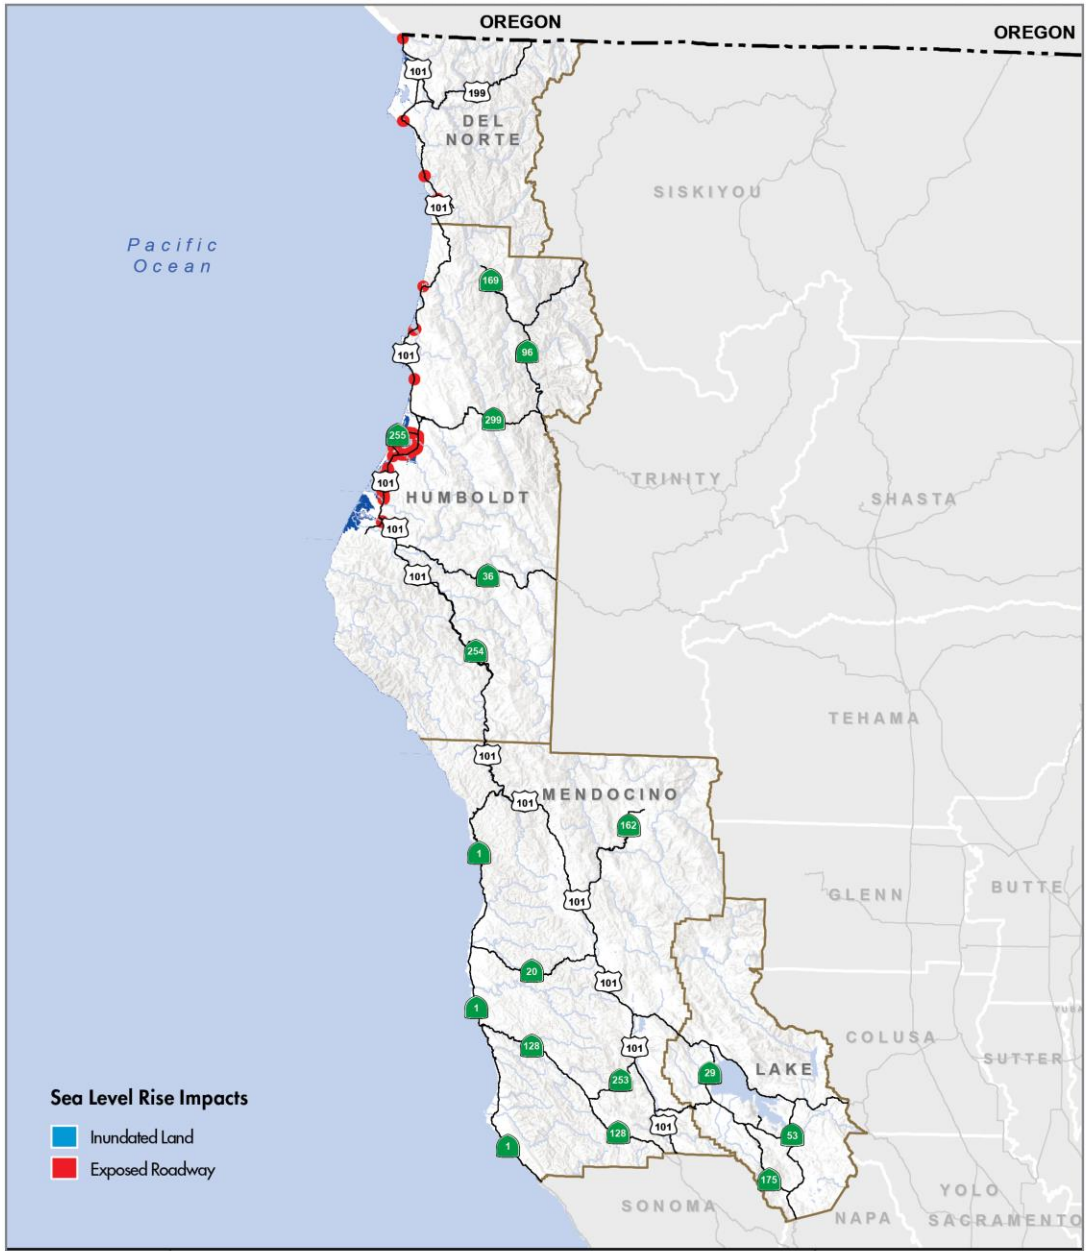 OREGON
OREGON
101
199
DEL
NORTE
SISKIYOU
101
Pacific
Ocean
169
101
96
299
255
TRINITY
101
HUMBOLDT
SHASTA
101
101
36
254
TEHAMA
101
MENDOCINO
101
162
1
GLENN
BUTTE
101
20
101
1
YUBA
COLUSA
128
101
SUTTER
253
29
LAKE
Sea Level Rise Impacts
Inundated Land
128
101
53
1
Exposed Roadway
175
SONOMA
YOLO
NAPA
SACRAMENTO